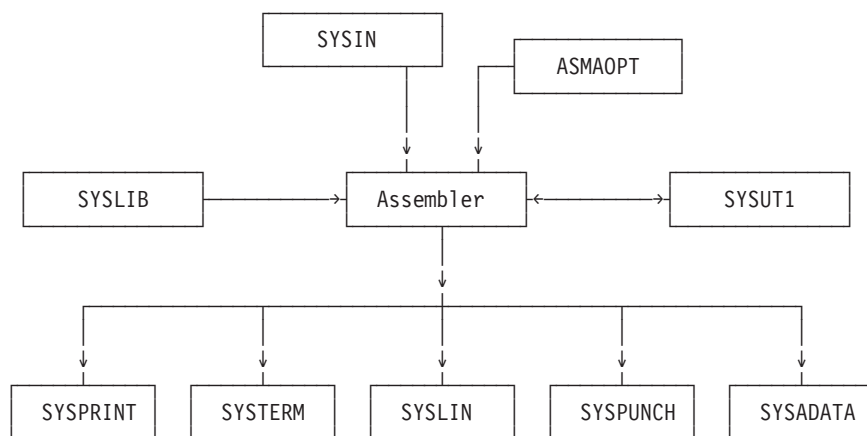 SYSIN
ASMAOPT
SYSLIB
Assembler
SYSUT1
SYSPRINT
SYSTERM
SYSLIN
SYSPUNCH
SYSADATA